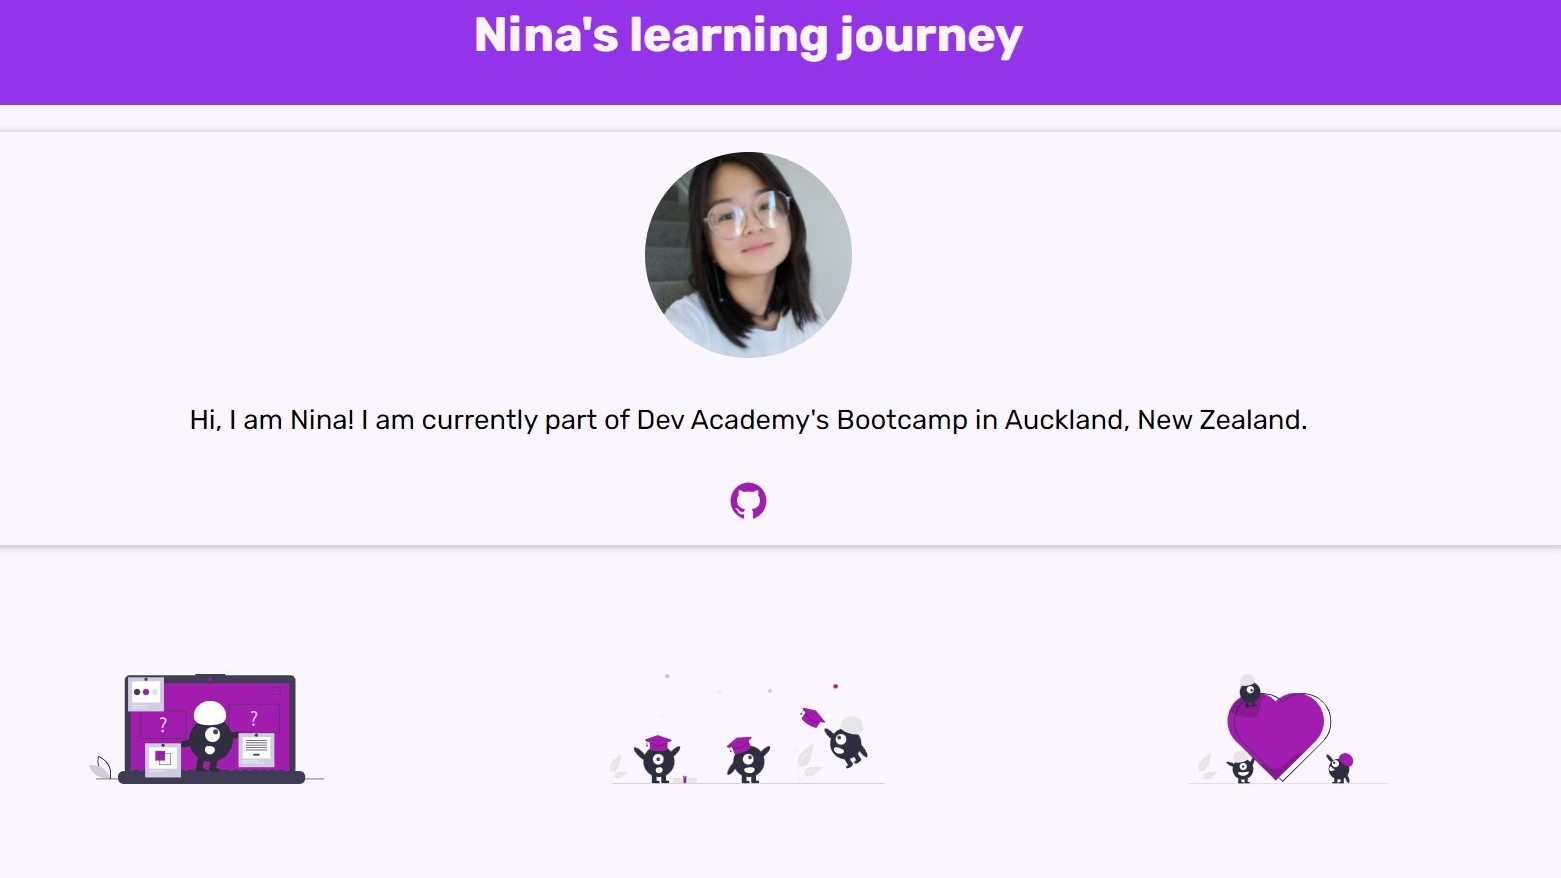 Nina's learning journey
Hi, I am Nina! I am currently part of Dev Academy's Bootcamp in Auckland, New Zealand.
? ?